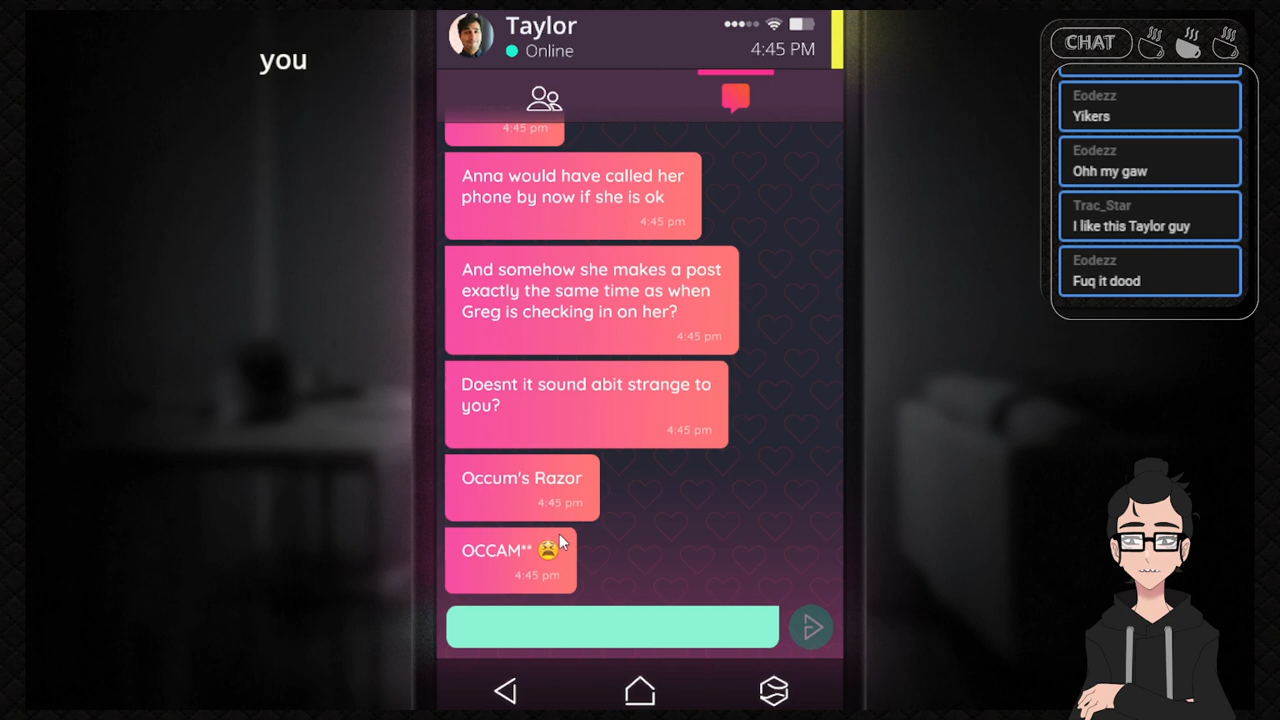 you
Taylor
Online
4:45 PM
4:45 pm
Anna would have called her
phone by now if she is ok
4:45 pm
And somehow she makes a post
exactly the same time as when
Greg is checking in on her?
4:45 pm
Doesnt it sound abit strange to
you?
4:45 pm
Occum's Razor
4:45 pm
OCCAM** 😫
4:45 pm
CHAT
Eodezz
Yikers
Eodezz
Ohh my gaw
Trac_Star
I like this Taylor guy
Eodezz
Fuq it dood